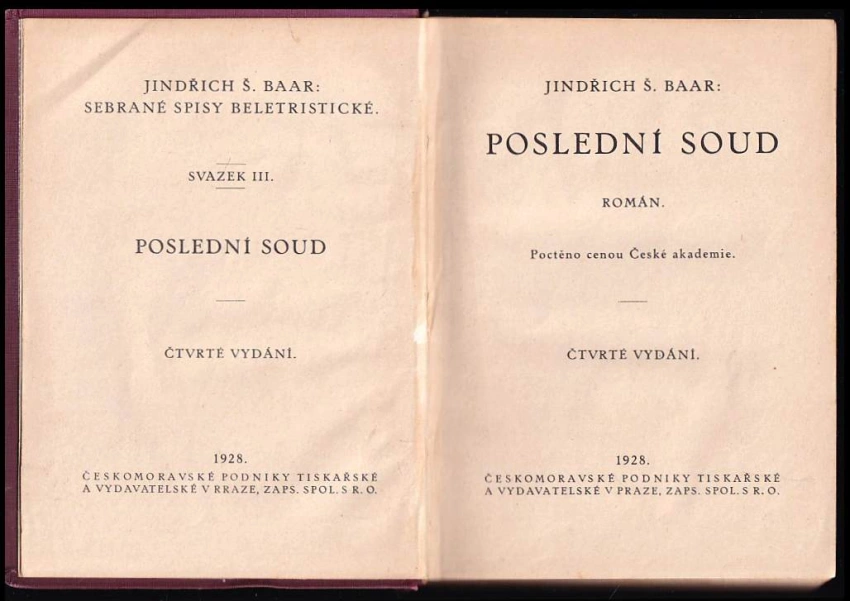 JINDŘICH Š. BAAR:
SEBRANÉ SPISY BELETRISTICKÉ.
SVAZEK III.
POSLEDNÍ SOUD
ČTVRTÉ VYDÁNÍ.
1928.
ČESKOMORAVSKÉ PODNIKY TISKAŘSKÉ
A VYDAVATELSKÉ V RRAZE, ZAPS. SPOL. S R. O.
JINDŘICH Š. BAAR:
POSLEDNÍ SOUD
ROMÁN.
Poctěno cenou České akademie.
ČTVRTÉ VYDÁNÍ.
1928.
ČESKOMORAVSKÉ PODNIKY TISKAŘSKÉ
A VYDAVATELSKÉ V PRAZE, ZAPS. SPOL. S R. O.